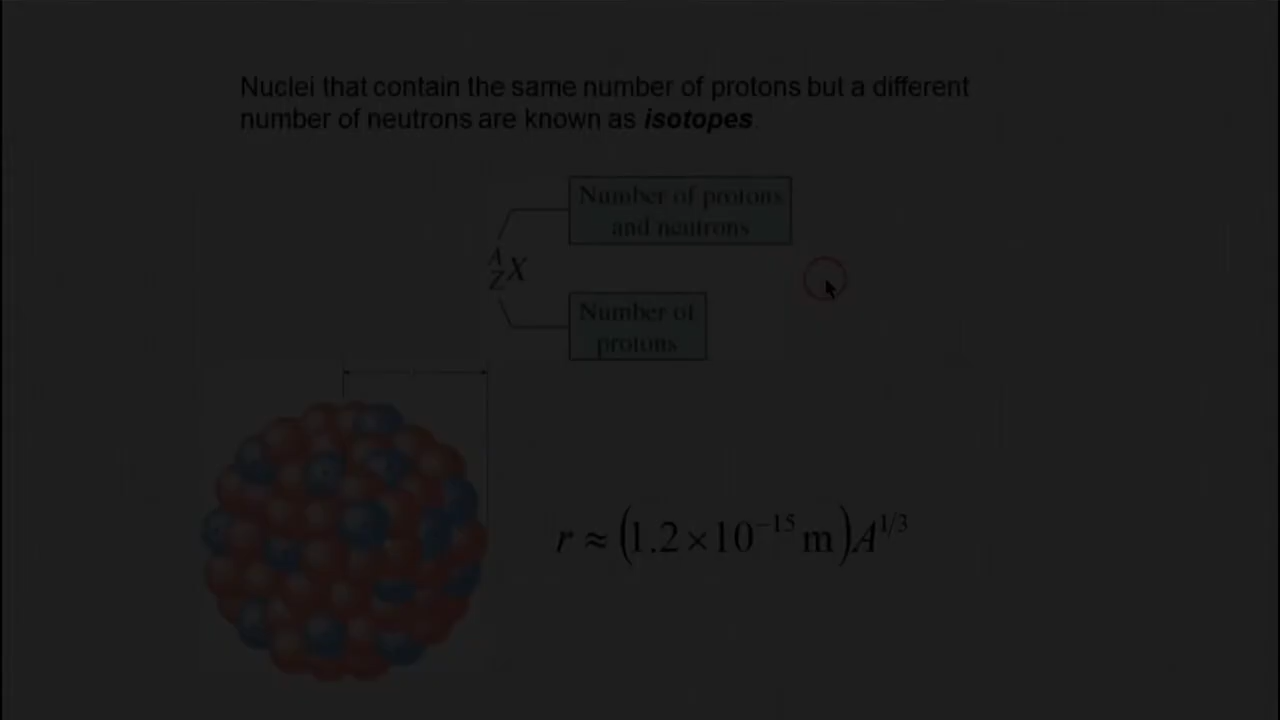 Nuclei that contain the same number of protons but a different
number of neutrons are known as isotopes.
Number of protons
and neutrons
A
Z X
Number of
protons
r ≈ (1.2×10⁻¹⁵ m)A^1/3